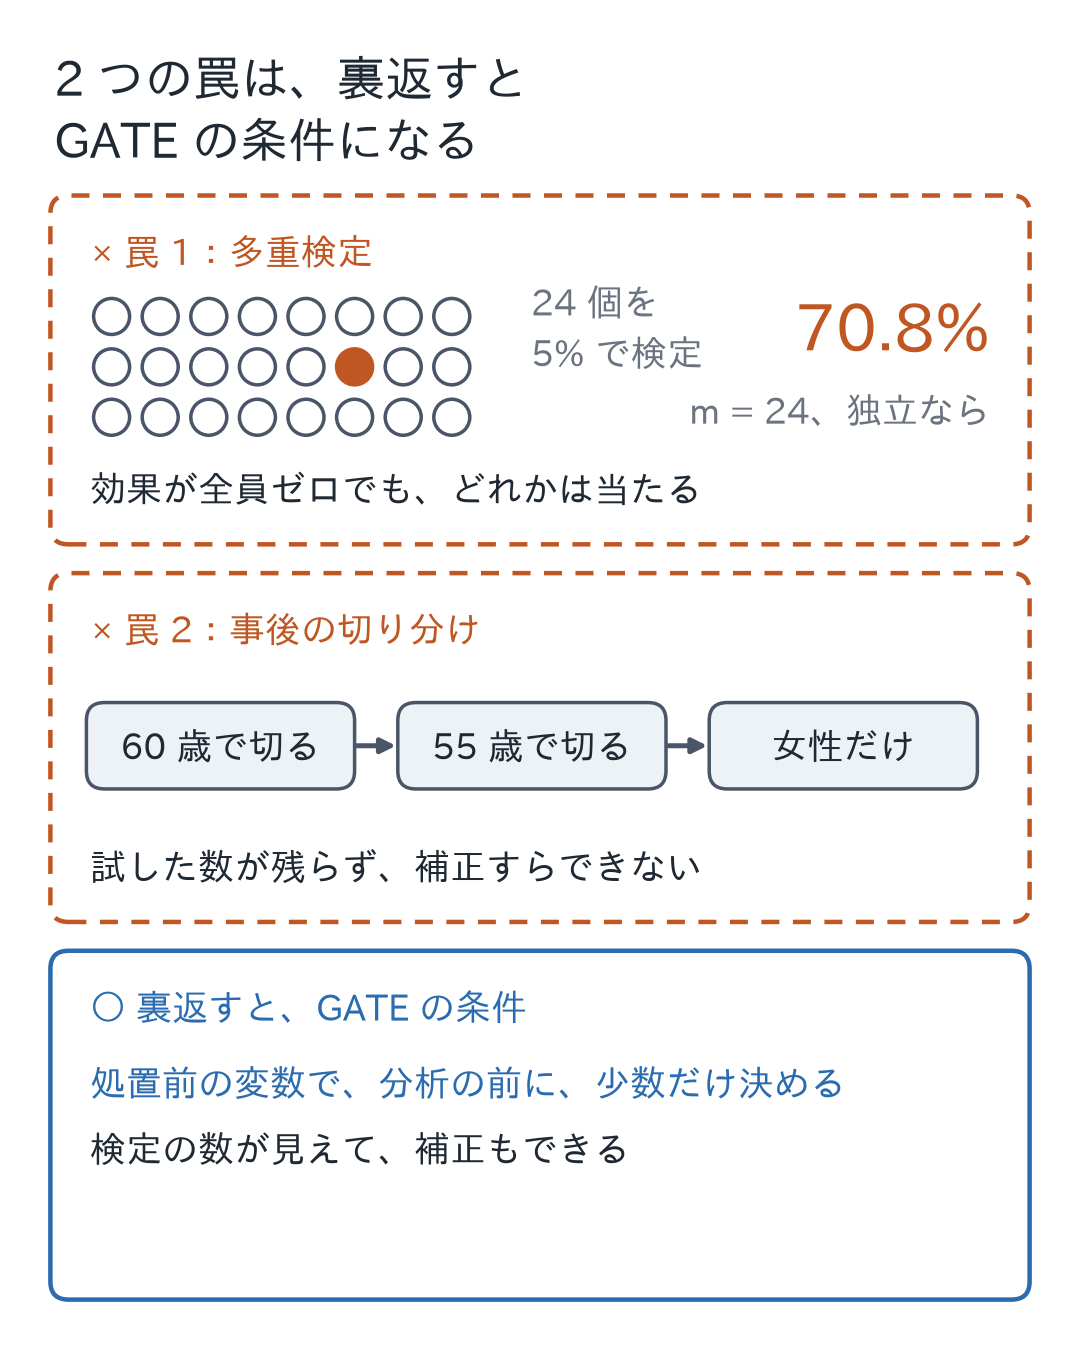 2 つの罠は、裏返すと
GATE の条件になる
× 罠 1：多重検定
24 個を
5% で検定
70.8%
m = 24、独立なら
効果が全員ゼロでも、どれかは当たる
× 罠 2：事後の切り分け
60 歳で切る
55 歳で切る
女性だけ
試した数が残らず、補正すらできない
○ 裏返すと、GATE の条件
処置前の変数で、分析の前に、少数だけ決める
検定の数が見えて、補正もできる